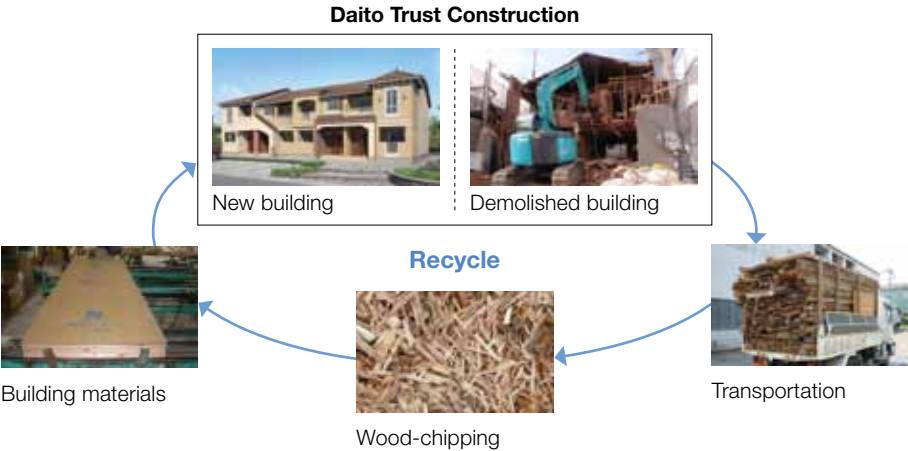 Daito Trust Construction
New building
Demolished building
Recycle
Building materials
Transportation
Wood-chipping